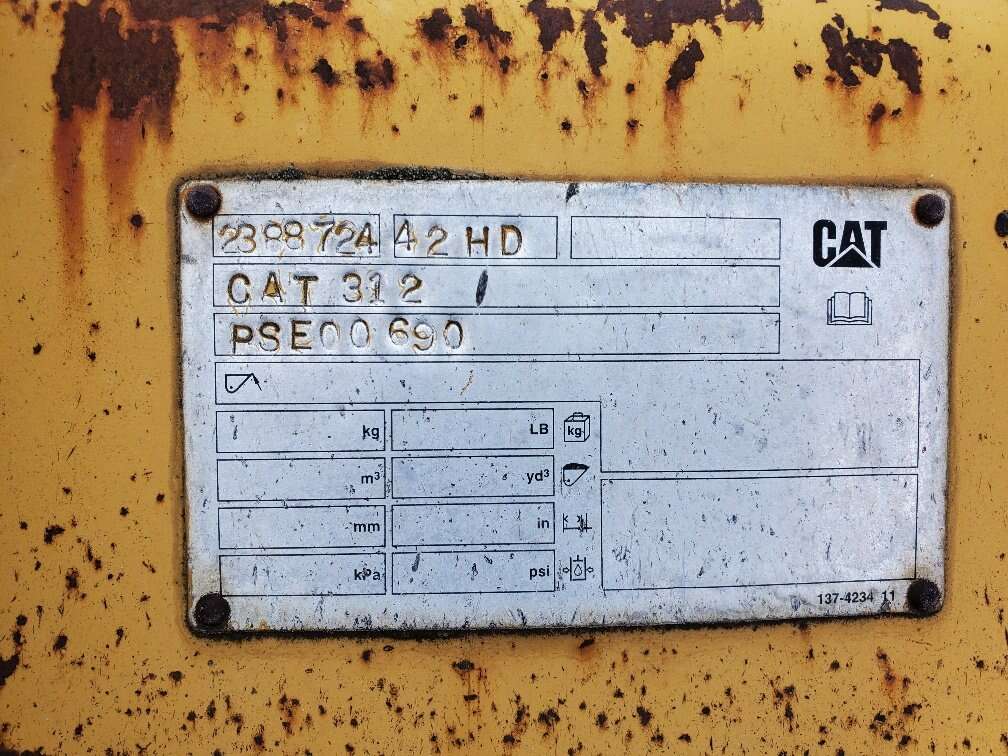 2388724 42 HD
CAT
CAT 312
PSE00690
kg LB kg
m³ yd³
mm in
kPa psi
137-4234 11